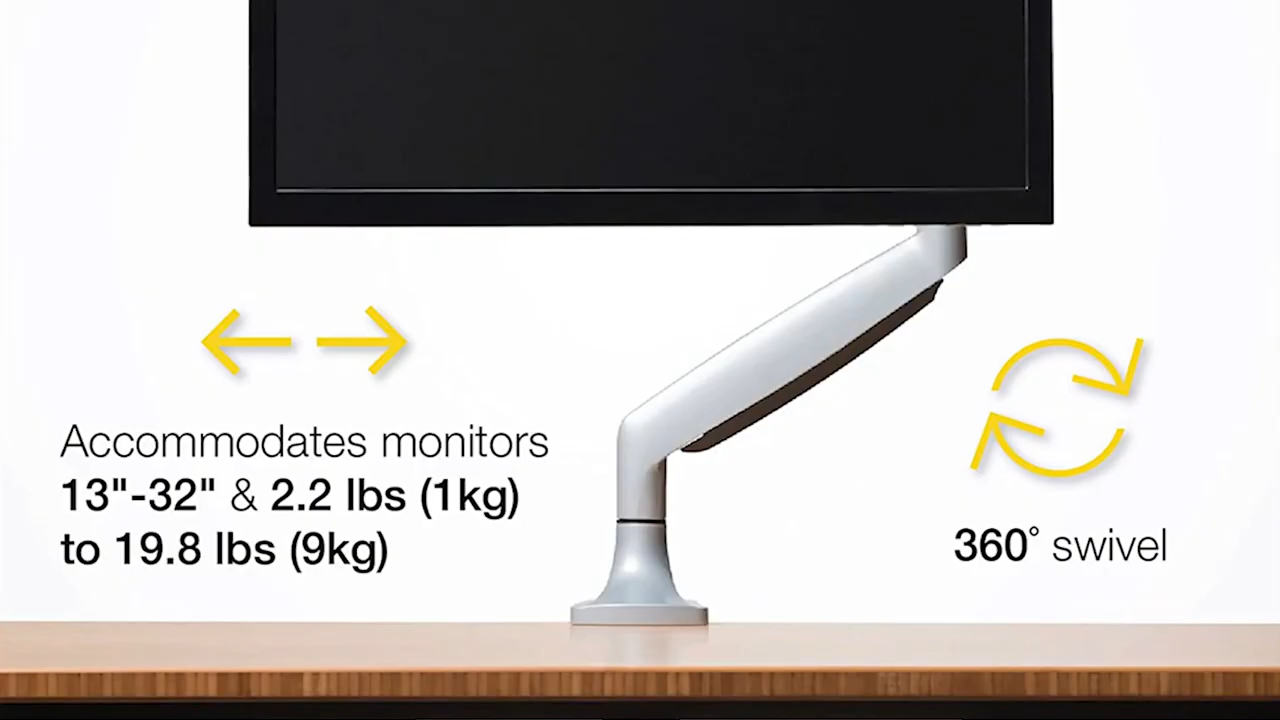 Accommodates monitors
13"-32" & 2.2 lbs (1kg)
to 19.8 lbs (9kg)
360° swivel